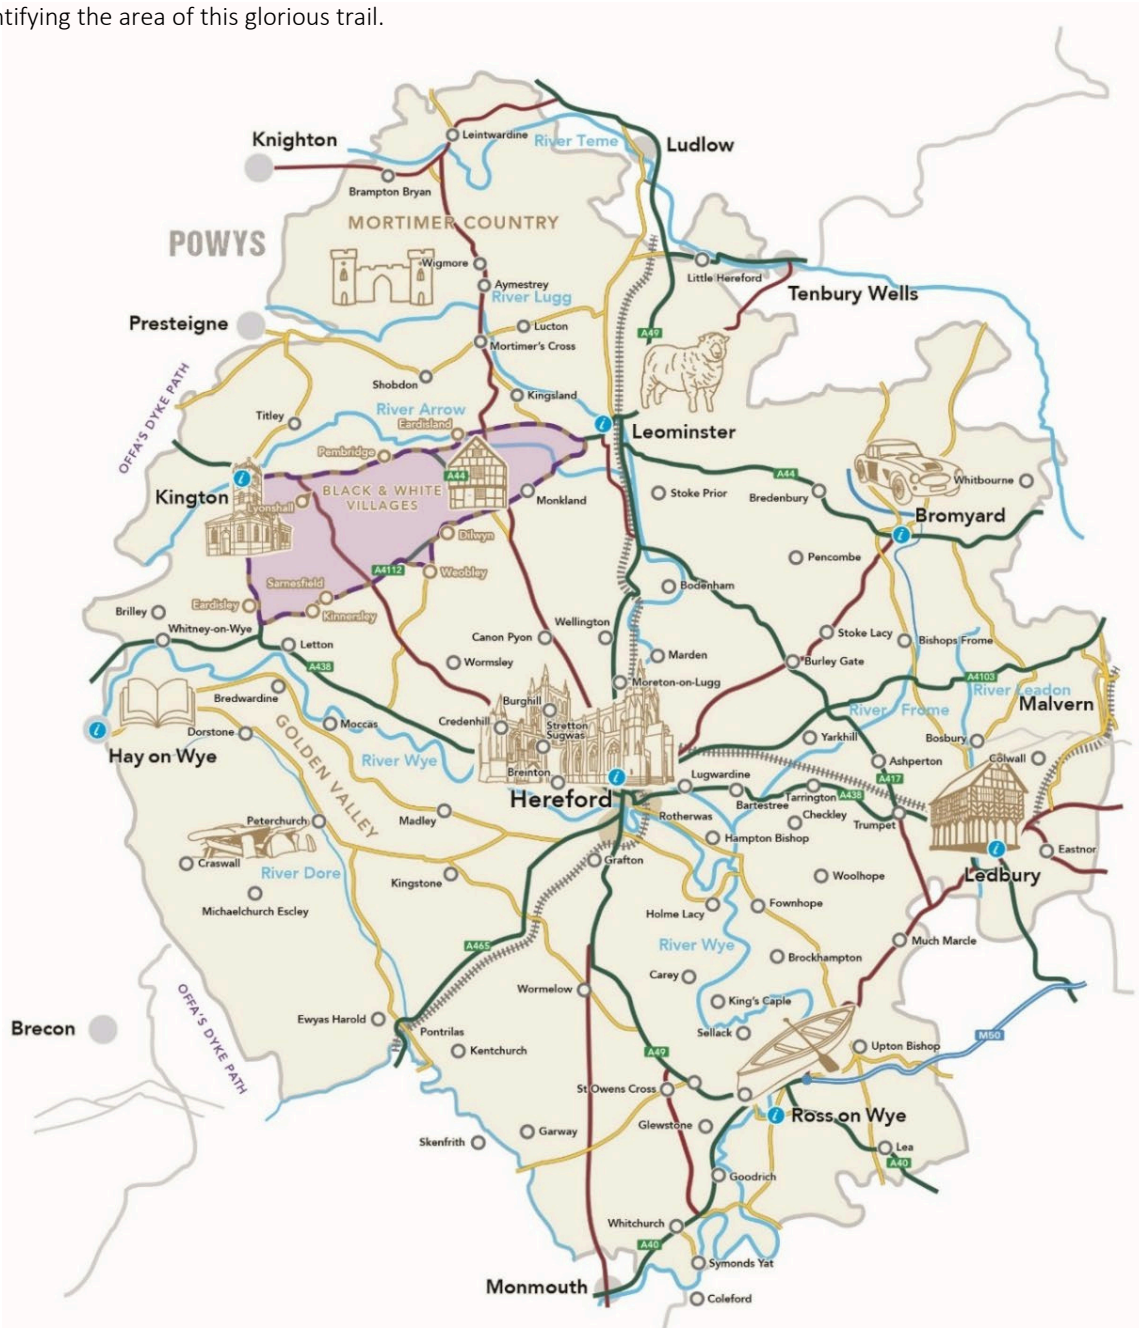 ntifying the area of this glorious trail.
Knighton
Leintwardine
River Teme
Ludlow
Brampton Bryan
MORTIMER COUNTRY
POWYS
Wigmore
Aymestrey
River Lugg
Little Hereford
Tenbury Wells
Presteigne
Lucton
A49
Mortimer's Cross
Shobdon
Kingsland
OFFA'S DYKE PATH
Titley
River Arrow
Eardisland
Leominster
Pembridge
Kington
A44
A44
BLACK & WHITE
VILLAGES
Lyonshall
Monkland
Stoke Prior
Bredenbury
Whitbourne
Bromyard
Dilwyn
Pencombe
A4112
Weobley
Sarnesfield
Bodenham
Eardisley
Kinnersley
Brilley
Whitney-on-Wye
Letton
A438
Canon Pyon
Wellington
Stoke Lacy
Bishops Frome
Wormsley
Marden
Burley Gate
Moreton-on-Lugg
A4103
River Leadon
Malvern
Bredwardine
Burghill
River Frome
Credenhill
Stretton
Sugwas
Moccas
Dorstone
GOLDEN VALLEY
Hay on Wye
River Wye
Yarkhill
Bosbury
Colwall
Ashperton
A417
Breinton
Lugwardine
Hereford
Bartestree
Tarrington
A438
Rotherwas
Checkley
Trumpet
Madley
Peterchurch
Hampton Bishop
Craswall
River Dore
Grafton
Eastnor
Ledbury
Kingstone
Woolhope
Michaelchurch Escley
Holme Lacy
Fownhope
A465
River Wye
Much Marcle
Brockhampton
Carey
Wormelow
King's Caple
OFFA'S DYKE PATH
Brecon
Ewyas Harold
Pontrilas
Sellack
M50
Kentchurch
A49
Upton Bishop
St Owens Cross
Ross on Wye
Glewstone
Garway
Skenfrith
Lea
A40
Goodrich
Whitchurch
A40
Symonds Yat
Monmouth
Coleford